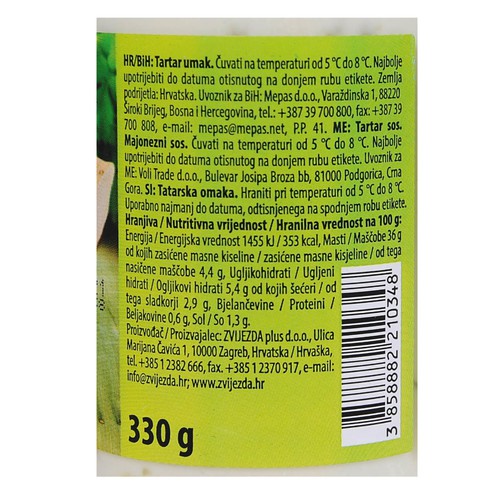 HR/BiH: Tartar umak. Čuvati na temperaturi od 5 °C do 8 °C. Najbolje
upotrijebiti do datuma otisnutog na donjem rubu etikete. Zemlja
podrijetla: Hrvatska. Uvoznik za BiH: Mepas d.o.o., Varaždinska 1, 88220
Široki Brijeg, Bosna i Hercegovina, tel.:+387 39 700 800, fax:+387 39
700 808, e-mail: mepas@mepas.net, P.P. 41. ME: Tartar sos.
Majonezni sos. Čuvati na temperaturi od 5 °C do 8 °C. Najbolje
upotrijebiti do datuma otisnutog na donjem rubu etikete. Uvoznik za
ME: Voli Trade d.o.o., Bulevar Josipa Broza bb, 81000 Podgorica, Crna
Gora. SI: Tatarska omaka. Hraniti pri temperaturi od 5 °C do 8 °C.
Uporabno najmanj do datuma, odtisnjenega na spodnjem robu etikete.
Hranjiva / Nutritivna vrijednost / Hranilna vrednost na 100 g:
Energija / Energijska vrednost 1455 kJ / 353 kcal, Masti / Maščobe 36 g
od kojih zasićene masne kiseline / zasićene masne kisjeline / od tega
nasičene maščobe 4,4 g, Ugljikohidrati / Ugljeni
hidrati / Ogljikovi hidrati 5,4 g od kojih šećeri / od
tega sladkorji 2,9 g, Bjelančevine / Proteini /
Beljakovine 0,6 g, Sol / So 1,3 g.
Proizvođač / Proizvajalec: ZVIJEZDA plus d.o.o., Ulica
Marijana Čavića 1, 10000 Zagreb, Hrvatska / Hrvaška,
tel.: +385 1 2382 666, fax.: +385 1 2370 917, e-mail:
info@zvijezda.hr; www.zvijezda.hr
330 g
3 858882 210348